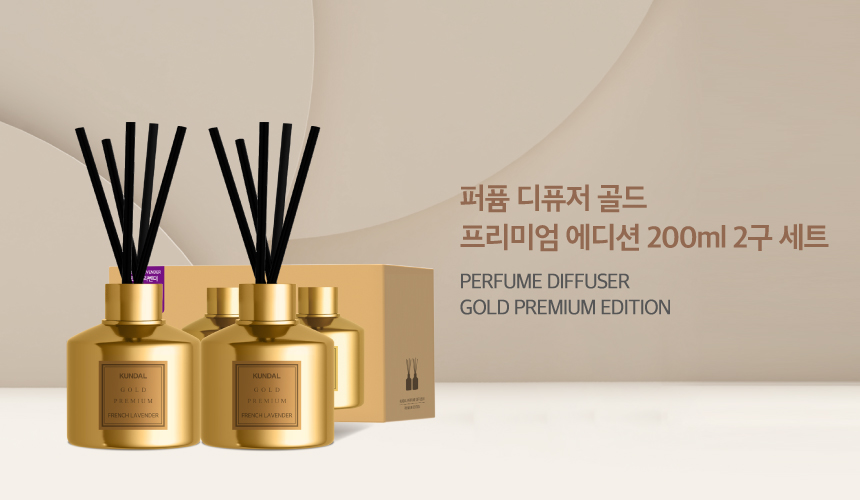 퍼퓸 디퓨저 골드
프리미엄 에디션 200ml 2구 세트
PERFUME DIFFUSER
GOLD PREMIUM EDITION
KUNDAL
GOLD
PREMIUM
FRENCH LAVENDER
KUNDAL
GOLD
PREMIUM
FRENCH LAVENDER